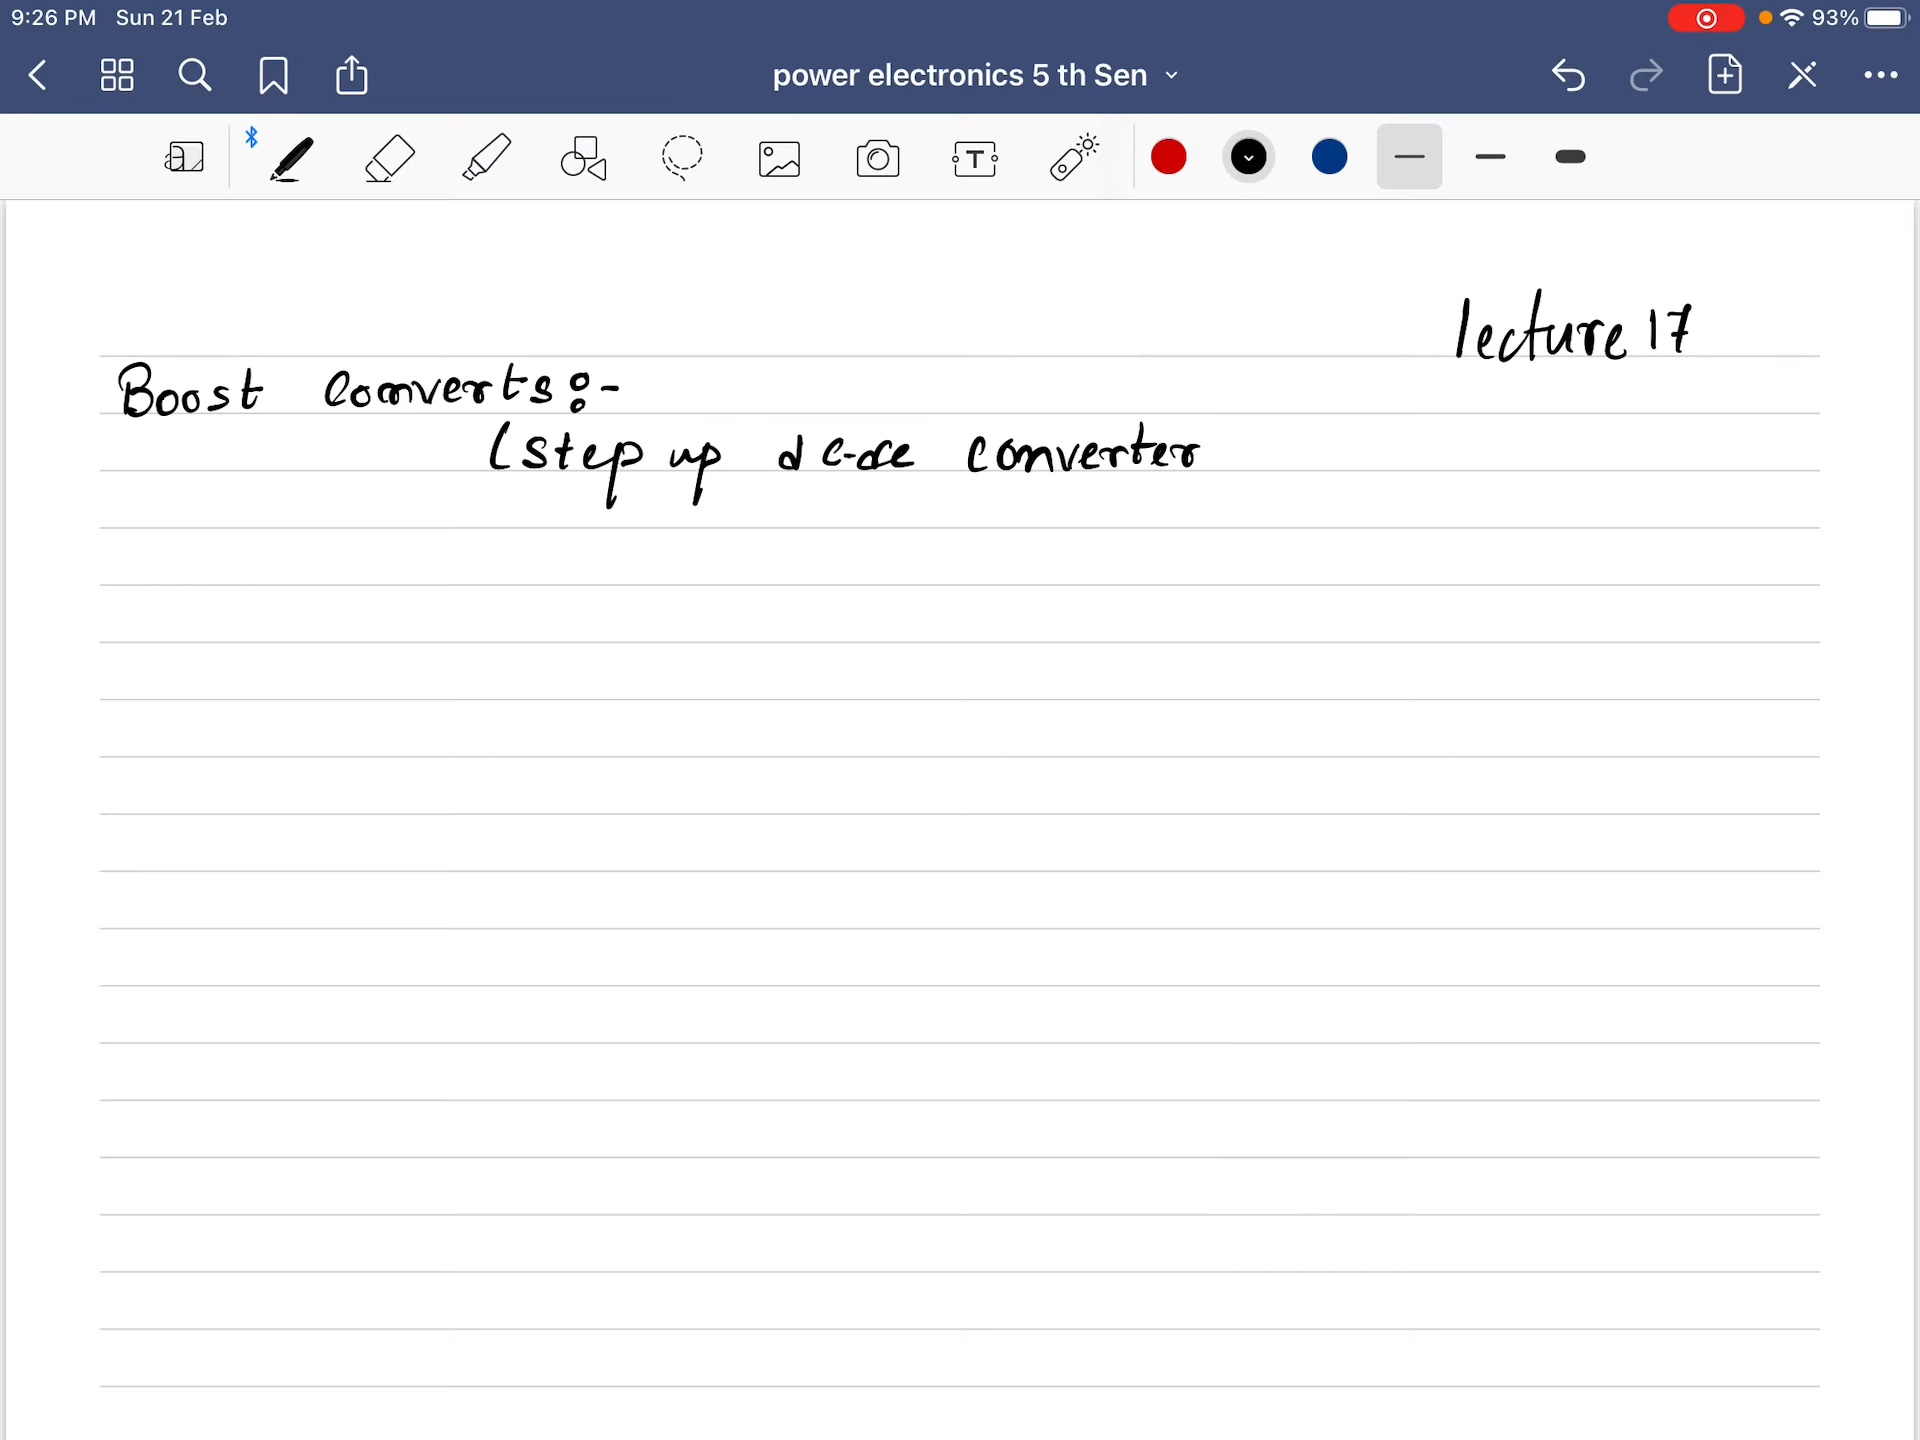 9:26 PM Sun 21 Feb 93%
power electronics 5 th Sen
lecture 17
Boost Converts:-
(step up dc-dc converter